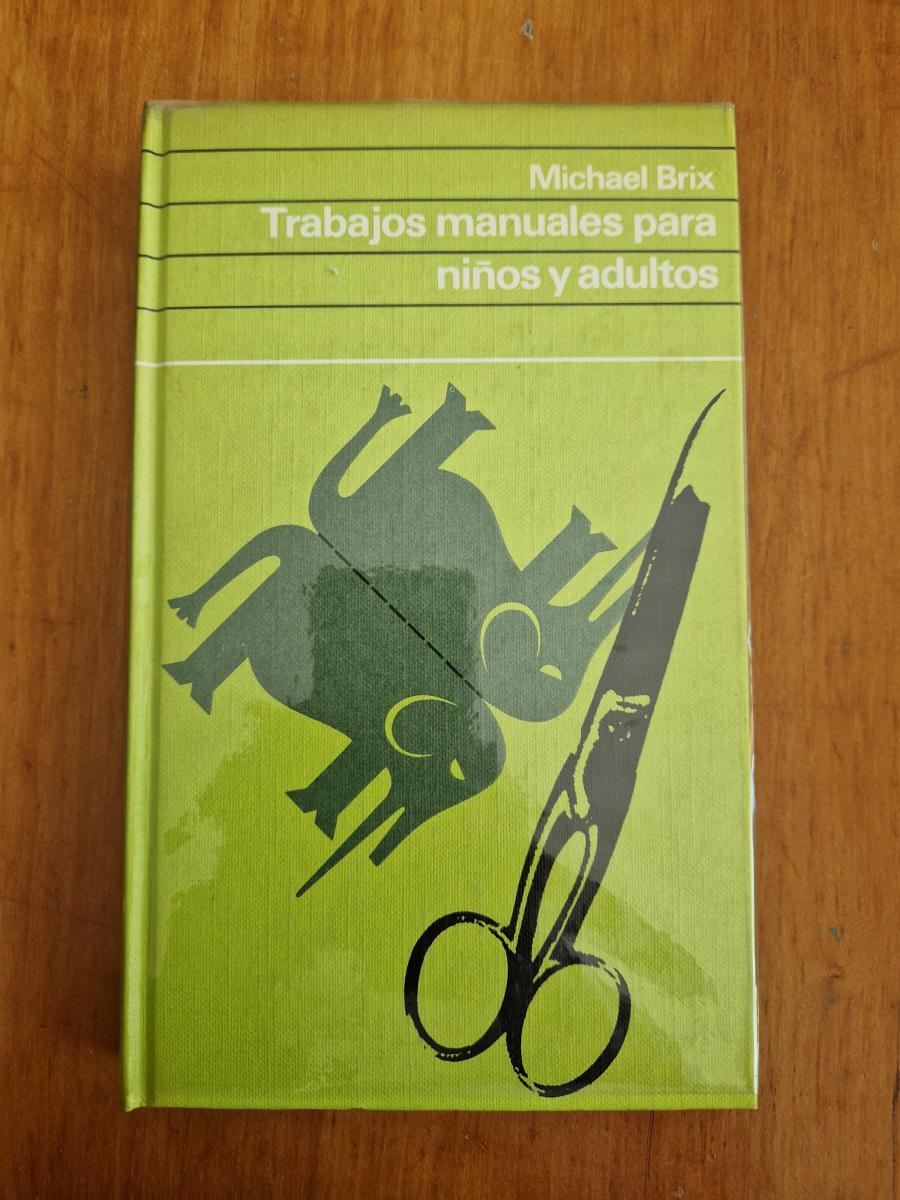 Michael Brix
Trabajos manuales para
niños y adultos